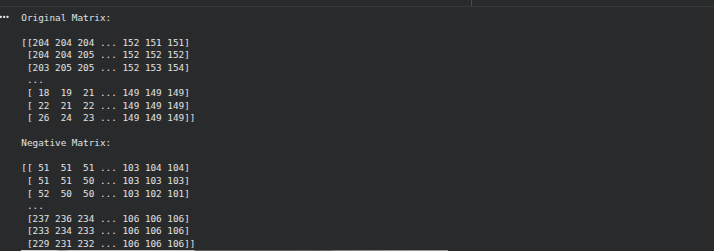 ...
Original Matrix:
[[204 204 204 ... 152 151 151]
[204 204 205 ... 152 152 152]
[203 205 205 ... 152 153 154]
...
[ 18 19 21 ... 149 149 149]
[ 22 21 22 ... 149 149 149]
[ 26 24 23 ... 149 149 149]]
Negative Matrix:
[[ 51 51 51 ... 103 104 104]
[ 51 51 50 ... 103 103 103]
[ 52 50 50 ... 103 102 101]
...
[237 236 234 ... 106 106 106]
[233 234 233 ... 106 106 106]
[229 231 232 ... 106 106 106]]